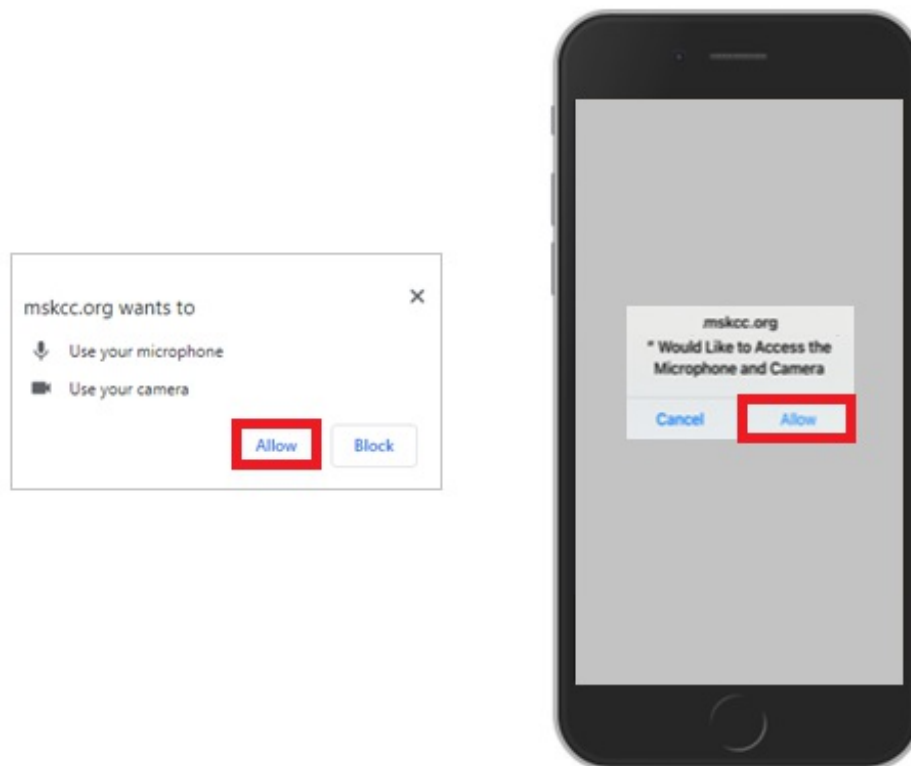 mskcc.org wants to
Use your microphone
Use your camera
Allow
Block
.mskcc.org
" Would Like to Access the
Microphone and Camera
Cancel
Allow